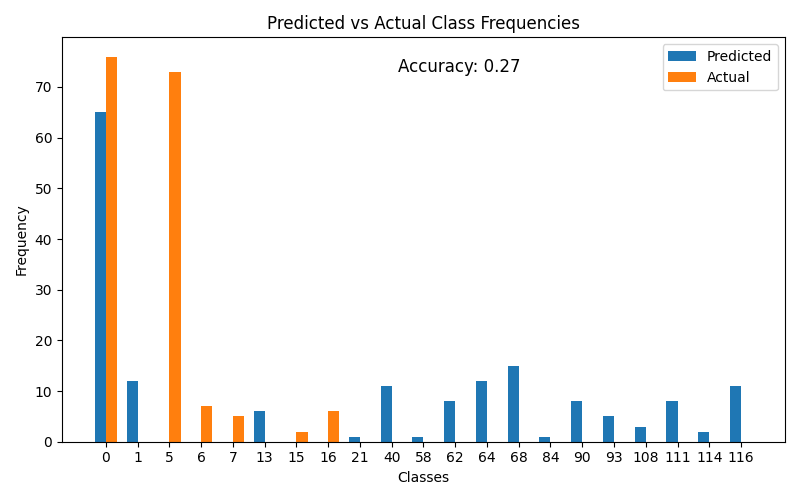 Predicted vs Actual Class Frequencies
Accuracy: 0.27
Predicted
Actual
70
60
50
40
30
20
10
0
Frequency
0 1 5 6 7 13 15 16 21 40 58 62 64 68 84 90 93 108 111 114 116
Classes